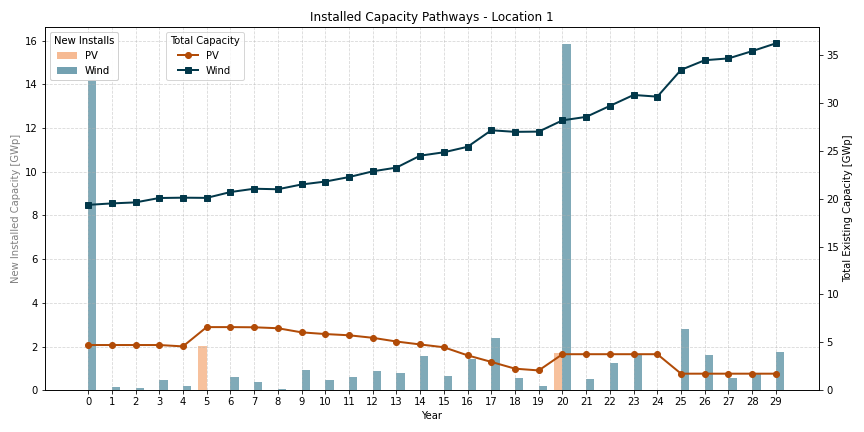 Installed Capacity Pathways - Location 1
New Installs
PV
Wind
Total Capacity
PV
Wind
New Installed Capacity [GWp]
16
14
12
10
8
6
4
2
0
Total Existing Capacity [GWp]
35
30
25
20
15
10
5
0
0 1 2 3 4 5 6 7 8 9 10 11 12 13 14 15 16 17 18 19 20 21 22 23 24 25 26 27 28 29
Year